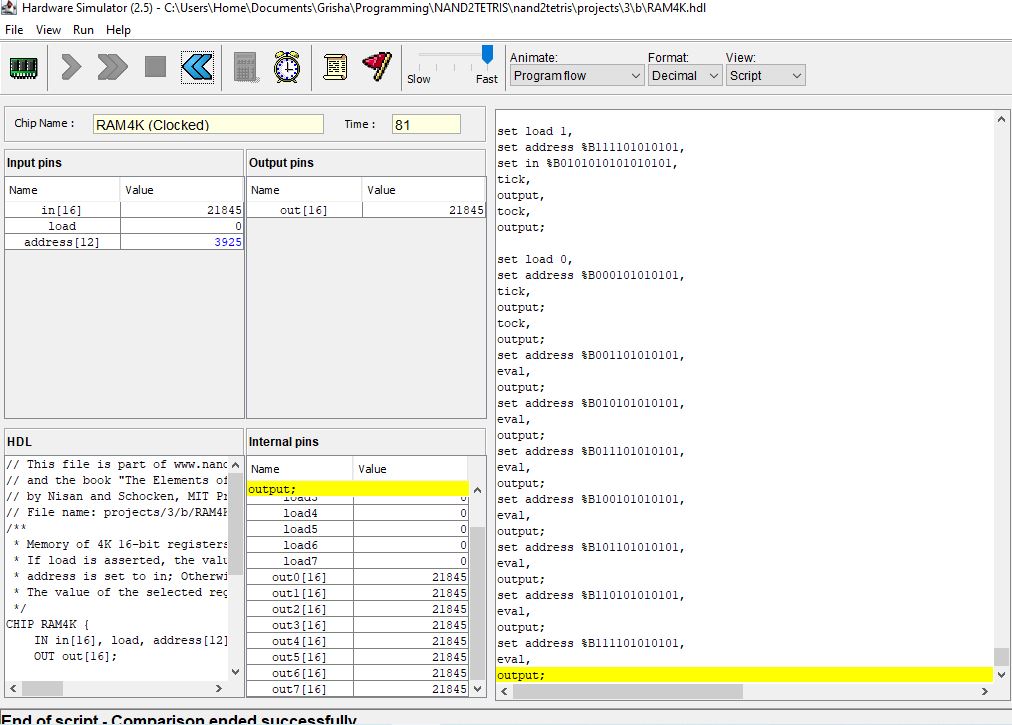 Hardware Simulator (2.5) - C:\Users\Home\Documents\Grisha\Programming\NAND2TETRIS\nand2tetris\projects\3\b\RAM4K.hdl
File View Run Help
Slow Fast
Animate: Format: View:
Program flow Decimal Script
Chip Name : RAM4K (Clocked) Time : 81
Input pins
Name Value
in[16] 21845
load 0
address[12] 3925
Output pins
Name Value
out[16] 21845
HDL
// This file is part of www.nand
// and the book "The Elements of
// by Nisan and Schocken, MIT Pr
// File name: projects/3/b/RAM4K
/**
* Memory of 4K 16-bit registers
* If load is asserted, the valu
* address is set to in; Otherwi
* The value of the selected reg
*/
CHIP RAM4K {
IN in[16], load, address[12]
OUT out[16];
Internal pins
Name Value
output;
load3 0
load4 0
load5 0
load6 0
load7 0
out0[16] 21845
out1[16] 21845
out2[16] 21845
out3[16] 21845
out4[16] 21845
out5[16] 21845
out6[16] 21845
out7[16] 21845
set load 1,
set address %B111101010101,
set in %B0101010101010101,
tick,
output,
tock,
output;
set load 0,
set address %B000101010101,
tick,
output;
tock,
output;
set address %B001101010101,
eval,
output;
set address %B010101010101,
eval,
output;
set address %B011101010101,
eval,
output;
set address %B100101010101,
eval,
output;
set address %B101101010101,
eval,
output;
set address %B110101010101,
eval,
output;
set address %B111101010101,
eval,
output;
End of script - Comparison ended successfully